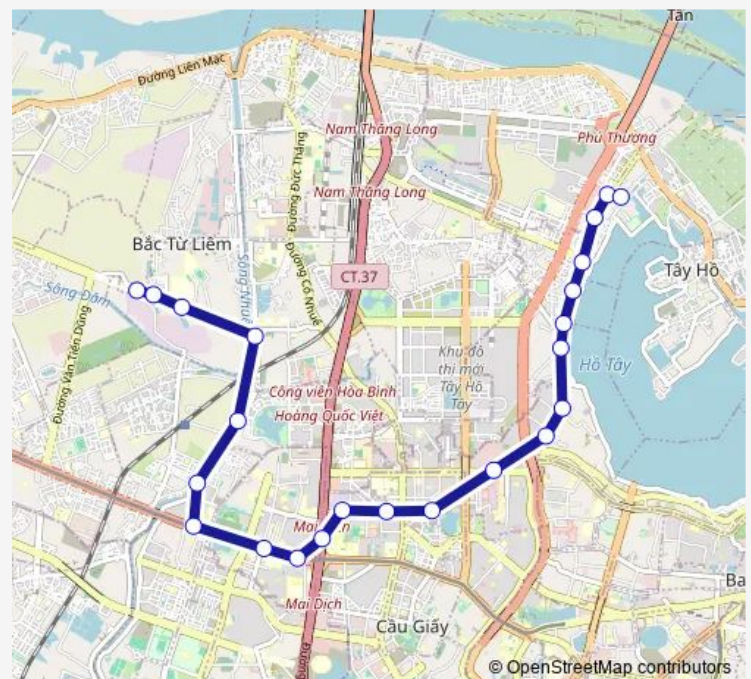 Tân
Đường Liên Mạc
Nam Thăng Long
Phú Thượng
Đường Đức Thắng
Nam Thăng Long
Bắc Từ Liêm
Tây Hồ
CT.37
Sông Nhuệ
Đường Cổ Nhuế
Sông Đăm
Đường Văn Tiến Dũng
Khu đô
thị mới
Tây Hồ
Tây
Hồ Tây
Công viên Hòa Bình
Hoàng Quốc Việt
Mai Dịch
Ba
Cầu Giấy
Đường
© OpenStreetMap contributors